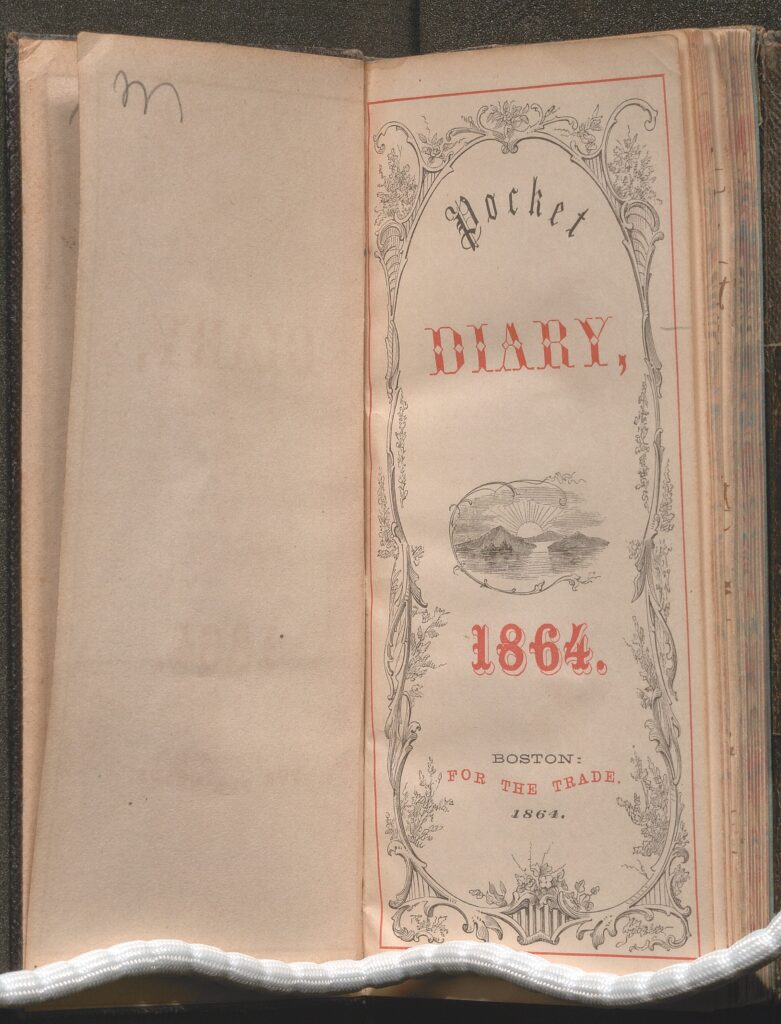 m
Pocket
DIARY,
1864.
BOSTON:
FOR THE TRADE.
1864.